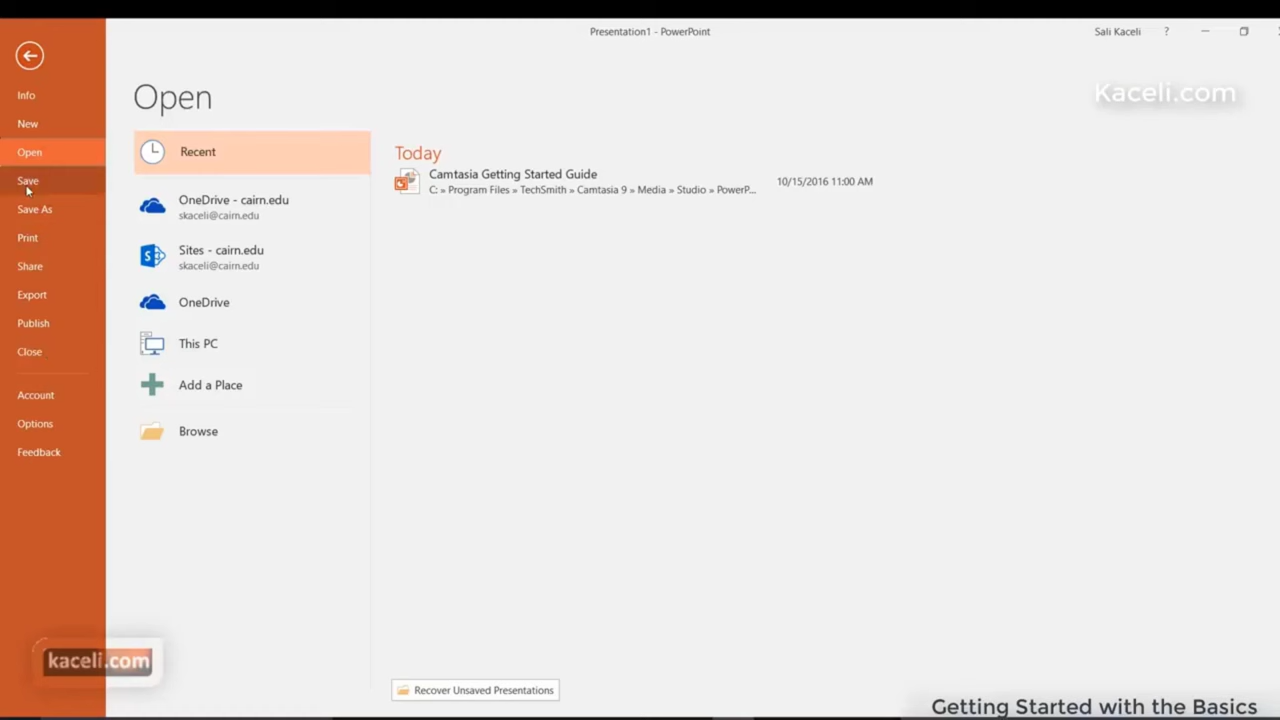 Presentation1 - PowerPoint
Sali Kaceli
?
Kaceli.com
Info
New
Open
Save
Save As
Print
Share
Export
Publish
Close
Account
Options
Feedback
Open
Recent
OneDrive - cairn.edu
skaceli@cairn.edu
Sites - cairn.edu
skaceli@cairn.edu
OneDrive
This PC
Add a Place
Browse
Today
Camtasia Getting Started Guide
C: » Program Files » TechSmith » Camtasia 9 » Media » Studio » PowerP...
10/15/2016 11:00 AM
Recover Unsaved Presentations
kaceli.com
Getting Started with the Basics